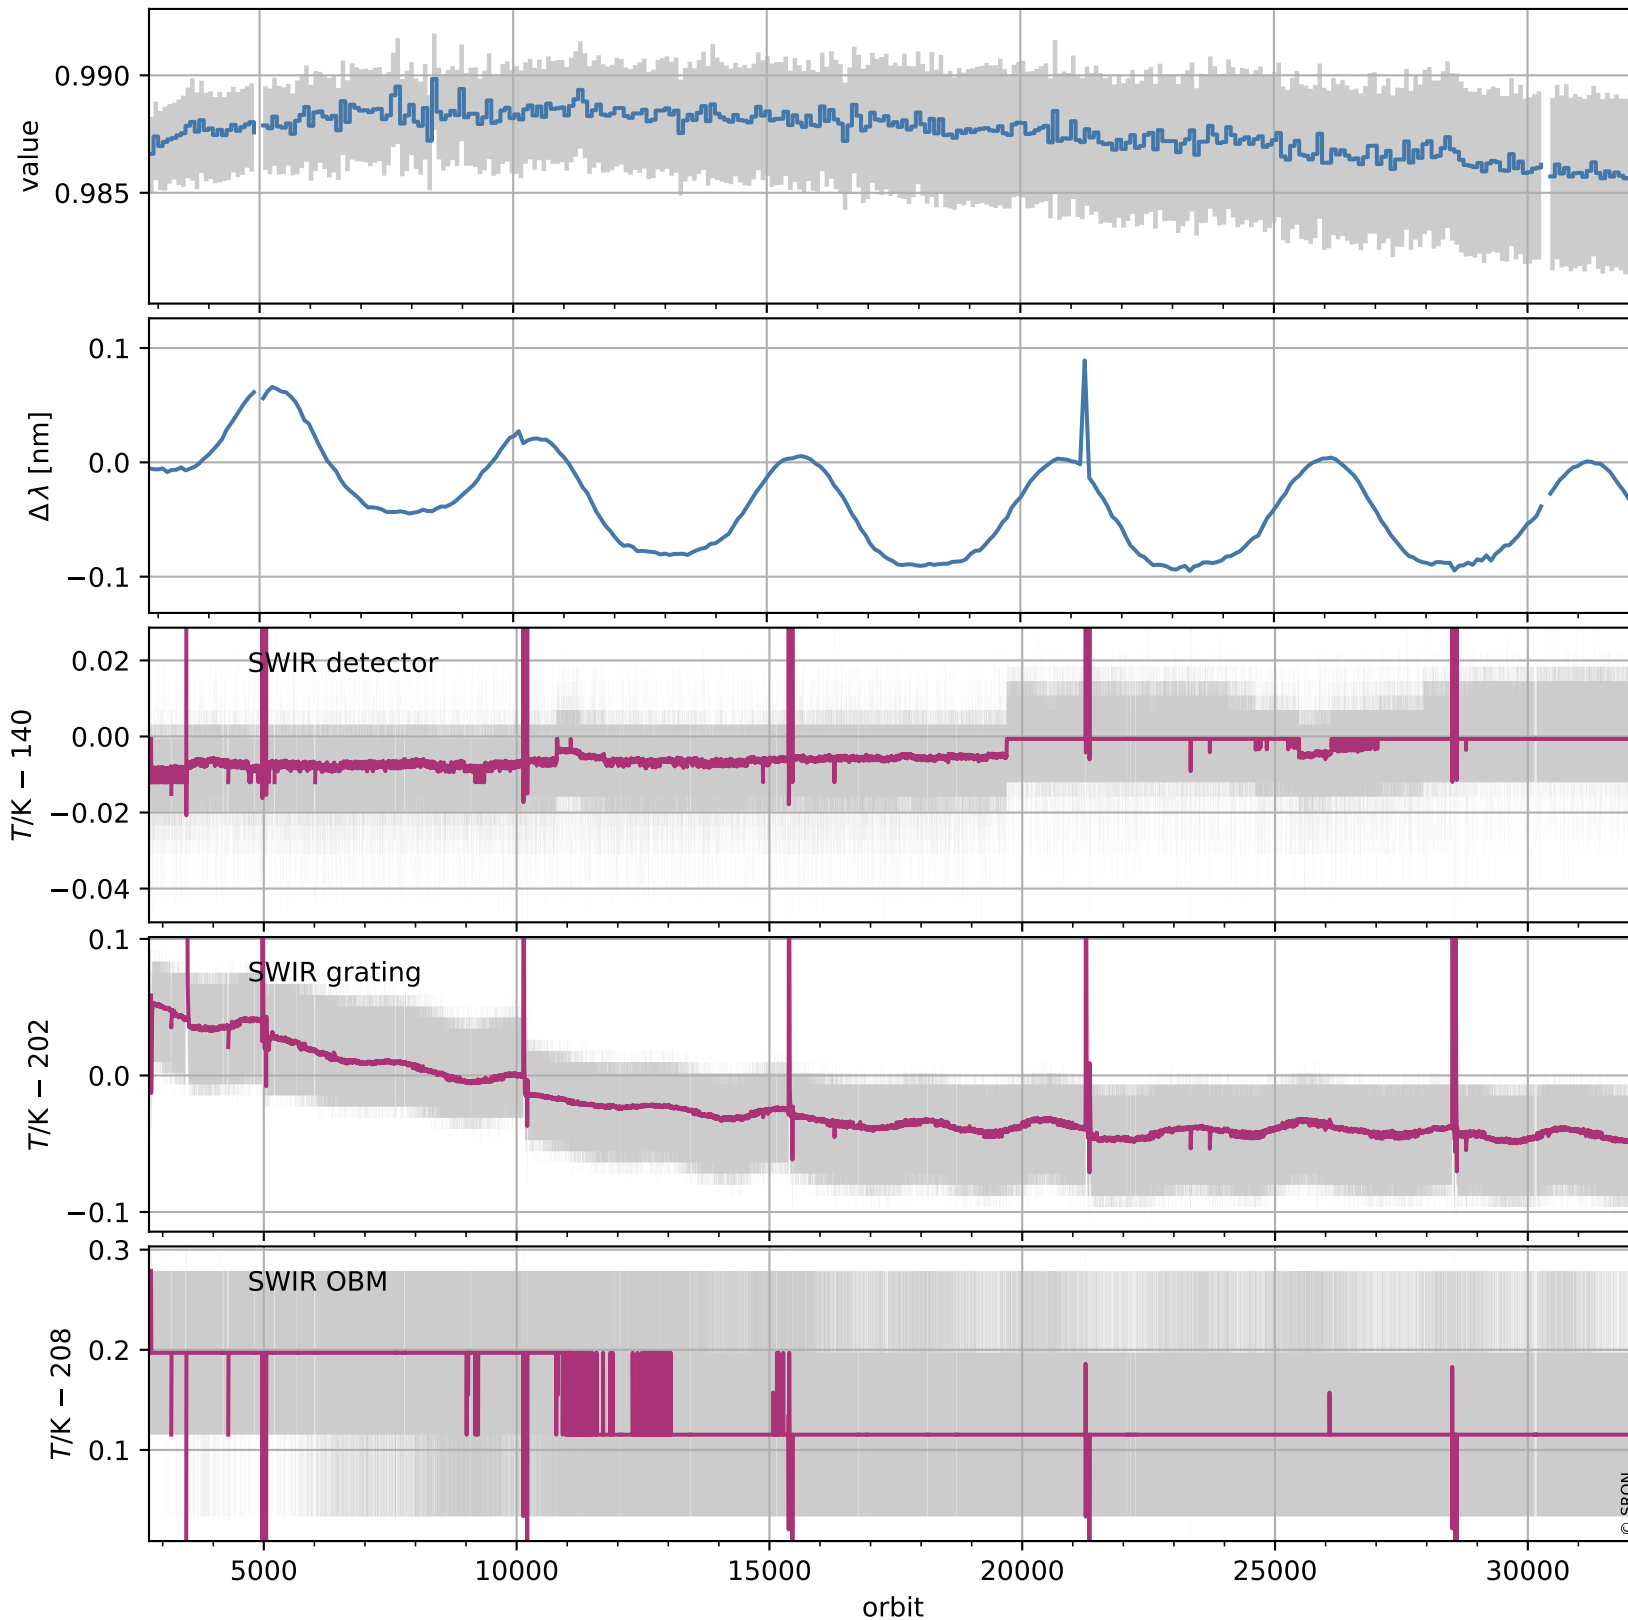 0.990
0.985
value
0.1
0.0
−0.1
Δλ [nm]
SWIR detector
0.02
0.00
−0.02
−0.04
T/K − 140
SWIR grating
0.1
0.0
−0.1
T/K − 202
SWIR OBM
0.3
0.2
0.1
T/K − 208
5000 10000 15000 20000 25000 30000
orbit
© SRON